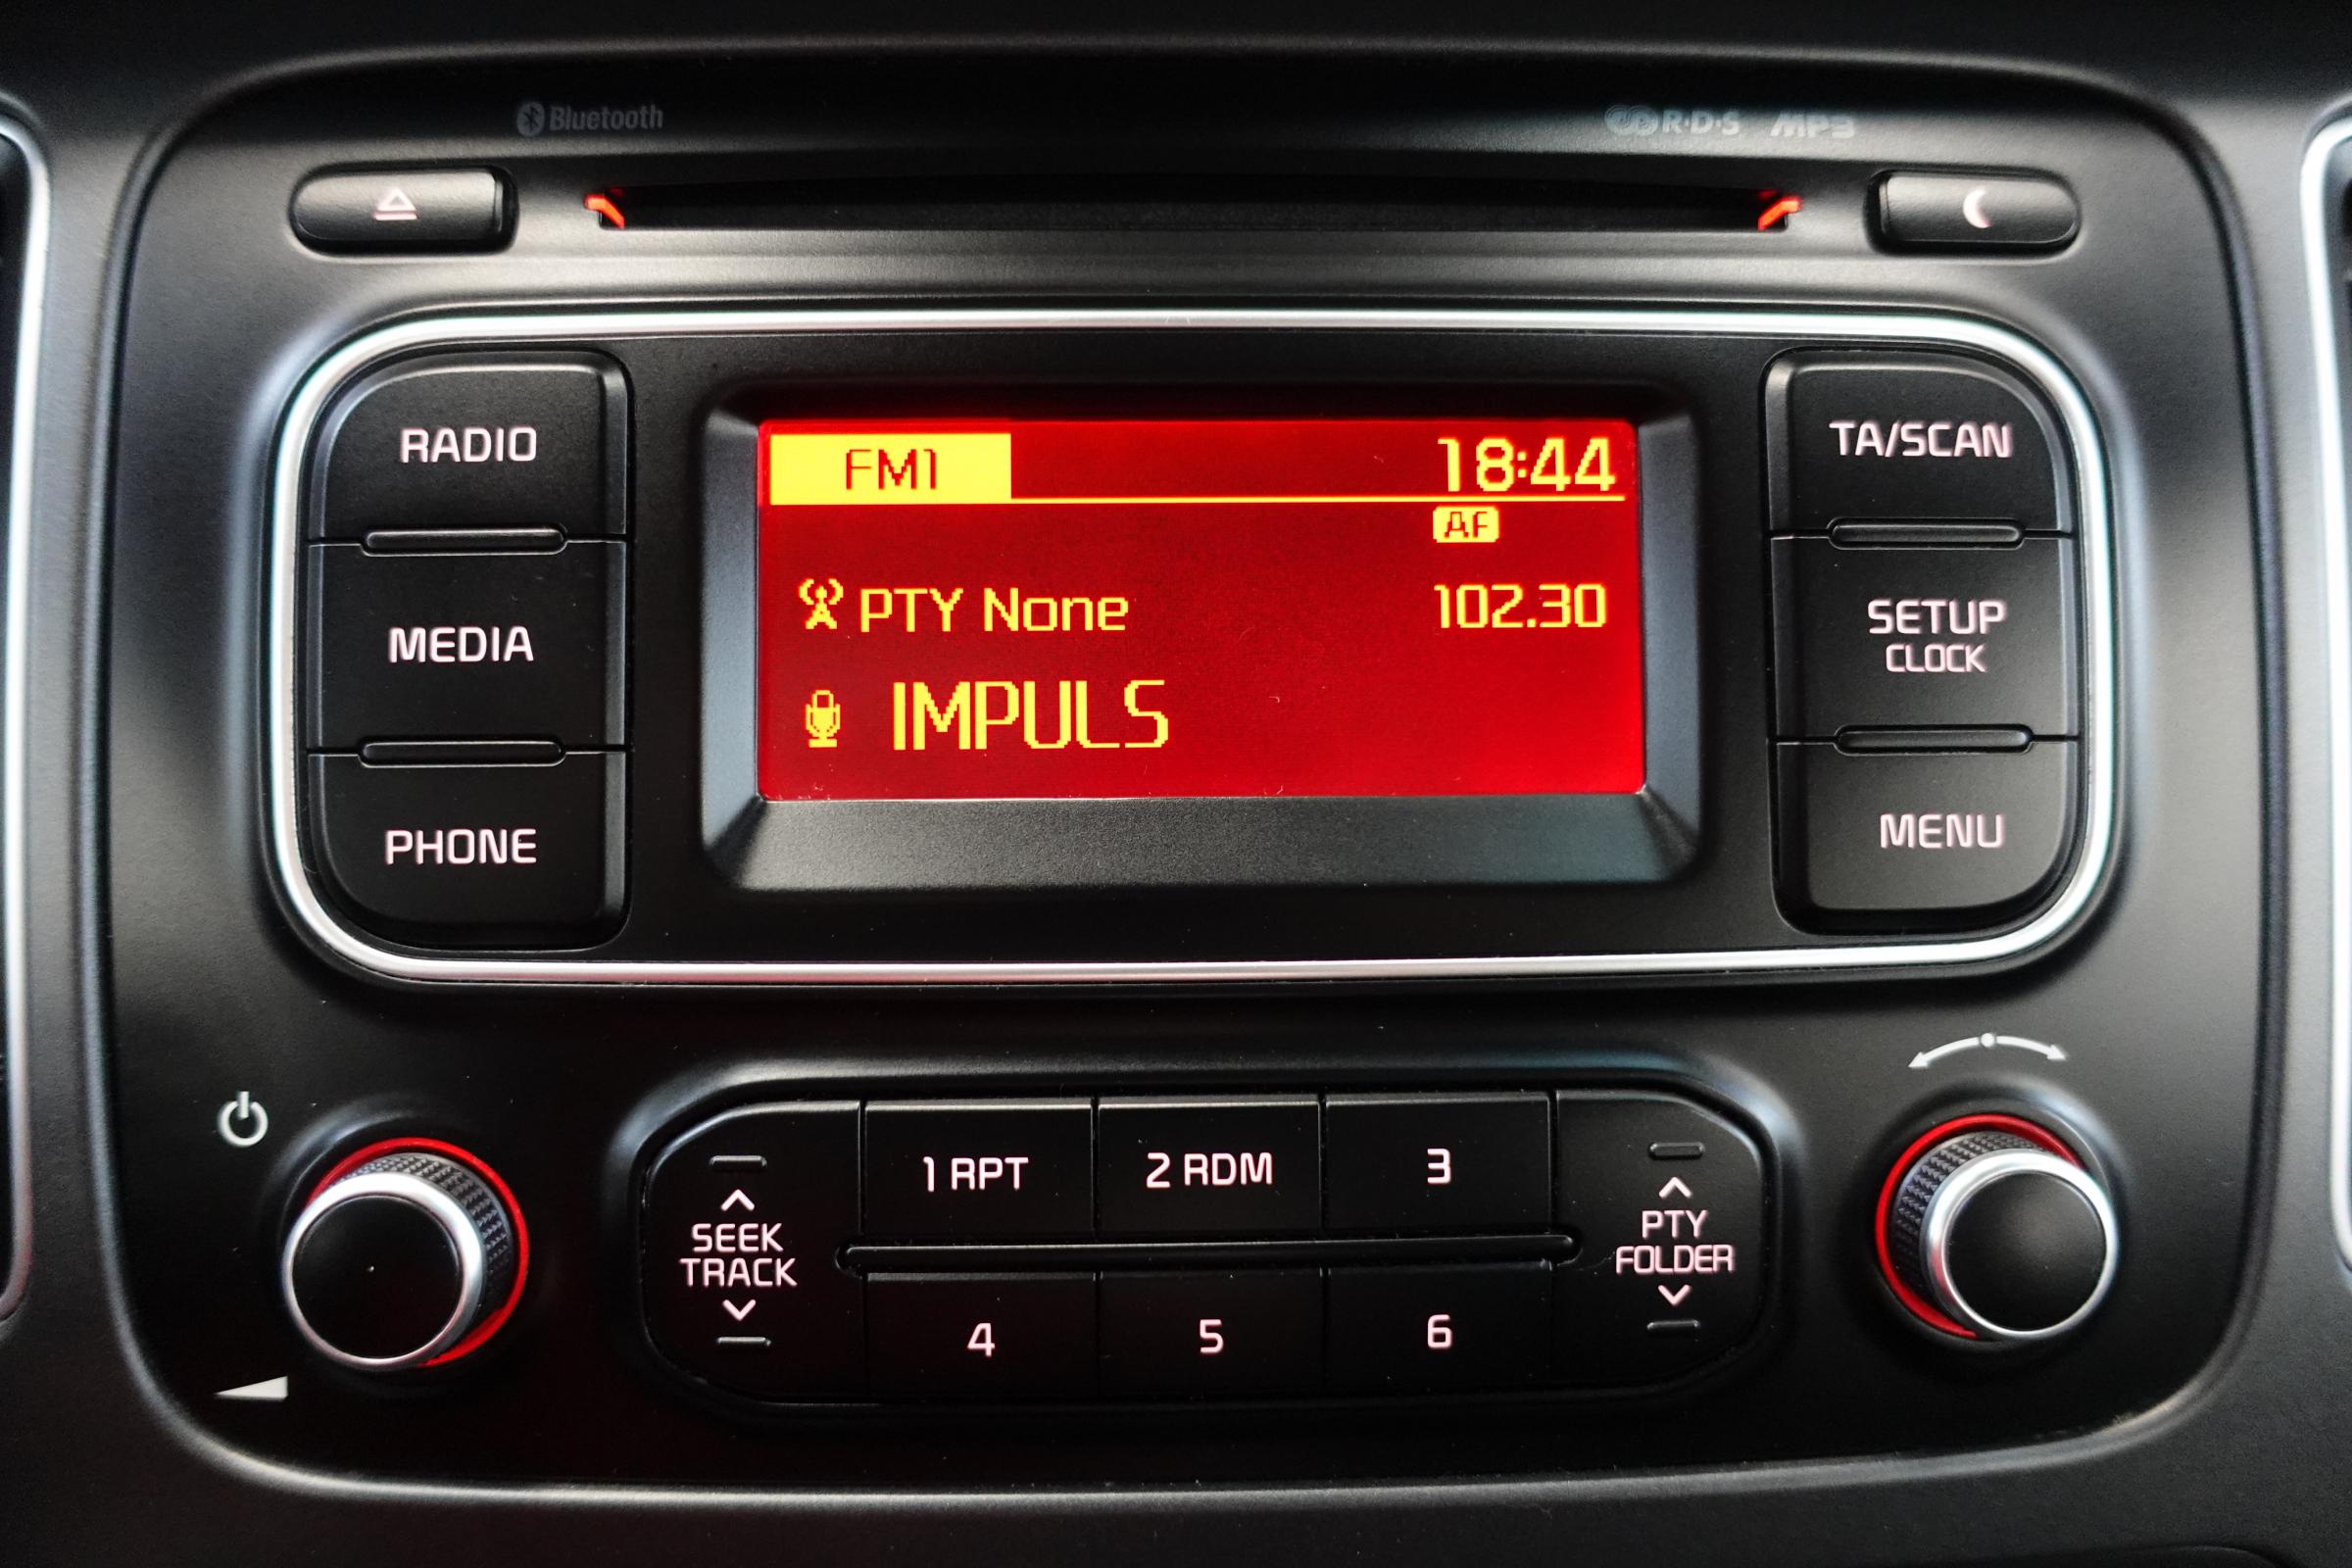 Bluetooth
R·D·S MP3
RADIO
MEDIA
PHONE
FM1 18:44
AF
PTY None 102.30
IMPULS
TA/SCAN
SETUP
CLOCK
MENU
SEEK
TRACK
1 RPT 2 RDM 3
4 5 6
PTY
FOLDER